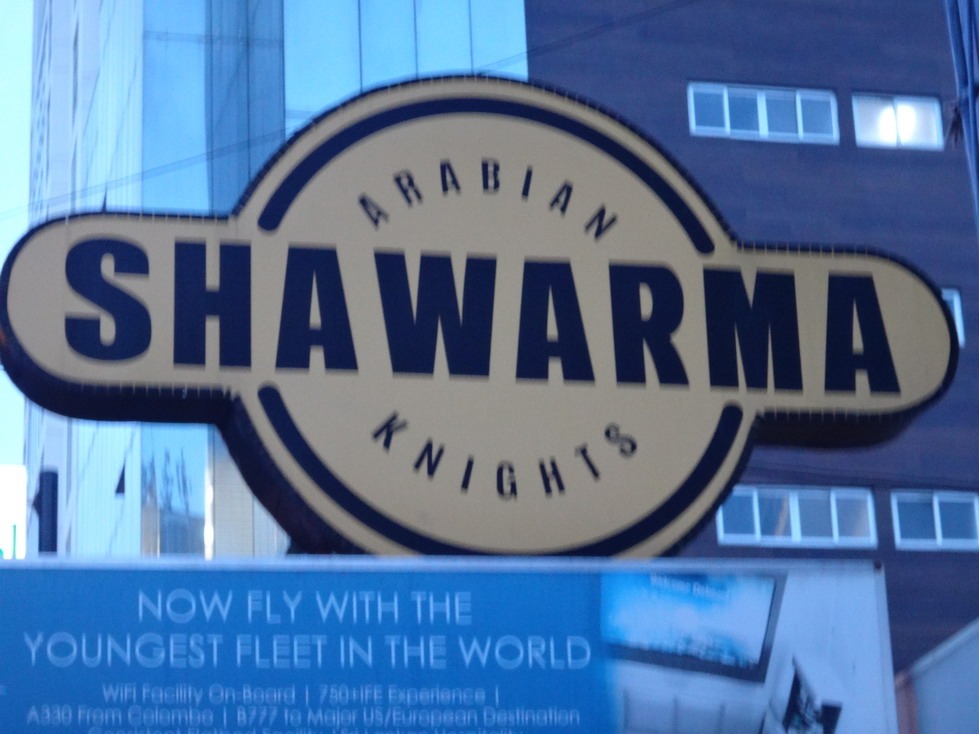 ARABIAN
SHAWARMA
KNIGHTS
NOW FLY WITH THE
YOUNGEST FLEET IN THE WORLD
WiFi Facility On-Board | 750+IFE Experience |
A330 From Colombo | B777 to Major US/European Destination